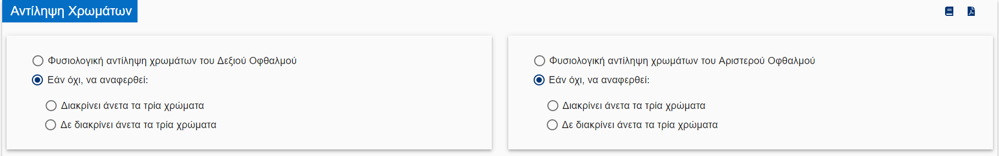 Αντίληψη Χρωμάτων
Φυσιολογική αντίληψη χρωμάτων του Δεξιού Οφθαλμού
Εάν όχι, να αναφερθεί:
Διακρίνει άνετα τα τρία χρώματα
Δε διακρίνει άνετα τα τρία χρώματα
Φυσιολογική αντίληψη χρωμάτων του Αριστερού Οφθαλμού
Εάν όχι, να αναφερθεί:
Διακρίνει άνετα τα τρία χρώματα
Δε διακρίνει άνετα τα τρία χρώματα